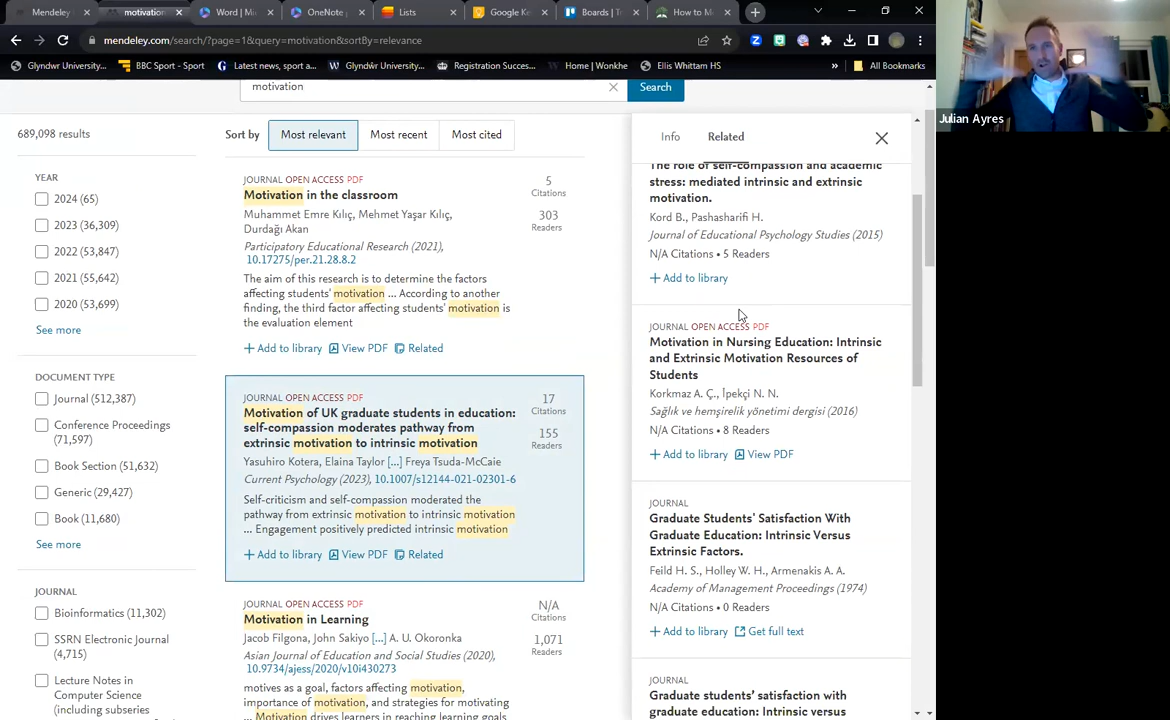 Mendeley
motivation
Word | Mi
OneNote
Lists
Google Ke
Boards | T
How to M
mendeley.com/search/?page=1&query=motivation&sortBy=relevance
Glyndwr University...
BBC Sport - Sport
Latest news, sport a...
Glyndŵr University...
Registration Succes...
Home | Wonkhe
Ellis Whittam HS
All Bookmarks
Julian Ayres
motivation
Search
689,098 results
Sort by
Most relevant
Most recent
Most cited
YEAR
2024 (65)
2023 (36,309)
2022 (53,847)
2021 (55,642)
2020 (53,699)
See more
DOCUMENT TYPE
Journal (512,387)
Conference Proceedings
(71,597)
Book Section (51,632)
Generic (29,427)
Book (11,680)
See more
JOURNAL
Bioinformatics (11,302)
SSRN Electronic Journal
(4,715)
Lecture Notes in
Computer Science
(including subseries
JOURNAL OPEN ACCESS PDF
Motivation in the classroom
Muhammet Emre Kılıç, Mehmet Yaşar Kılıç,
Durdağı Akan
Participatory Educational Research (2021),
10.17275/per.21.28.8.2
5
Citations
303
Readers
The aim of this research is to determine the factors
affecting students' motivation ... According to another
finding, the third factor affecting students' motivation is
the evaluation element
+ Add to library View PDF Related
JOURNAL OPEN ACCESS PDF
Motivation of UK graduate students in education:
self-compassion moderates pathway from
extrinsic motivation to intrinsic motivation
Yasuhiro Kotera, Elaina Taylor [...] Freya Tsuda-McCaie
Current Psychology (2023), 10.1007/s12144-021-02301-6
17
Citations
155
Readers
Self-criticism and self-compassion moderated the
pathway from extrinsic motivation to intrinsic motivation
... Engagement positively predicted intrinsic
motivation
+ Add to library View PDF Related
JOURNAL OPEN ACCESS PDF
Motivation in Learning
Jacob Filgona, John Sakiyo [...] A. U. Okoronka
Asian Journal of Education and Social Studies (2020),
10.9734/ajess/2020/v10i430273
N/A
Citations
1,071
Readers
motives as a goal, factors affecting motivation,
importance of motivation, and strategies for motivating
... Motivation drives learners in reaching learning goals
Info
Related
The role of self-compassion and academic
stress: mediated intrinsic and extrinsic
motivation.
Kord B., Pashasharifi H.
Journal of Educational Psychology Studies (2015)
N/A Citations • 5 Readers
+ Add to library
JOURNAL OPEN ACCESS PDF
Motivation in Nursing Education: Intrinsic
and Extrinsic Motivation Resources of
Students
Korkmaz A. Ç., İpekçi N. N.
Sağlık ve hemşirelik yönetimi dergisi (2016)
N/A Citations • 8 Readers
+ Add to library View PDF
JOURNAL
Graduate Students' Satisfaction With
Graduate Education: Intrinsic Versus
Extrinsic Factors.
Feild H. S., Holley W. H., Armenakis A. A.
Academy of Management Proceedings (1974)
N/A Citations • 0 Readers
+ Add to library Get full text
Graduate students' satisfaction with
graduate education: Intrinsic versus